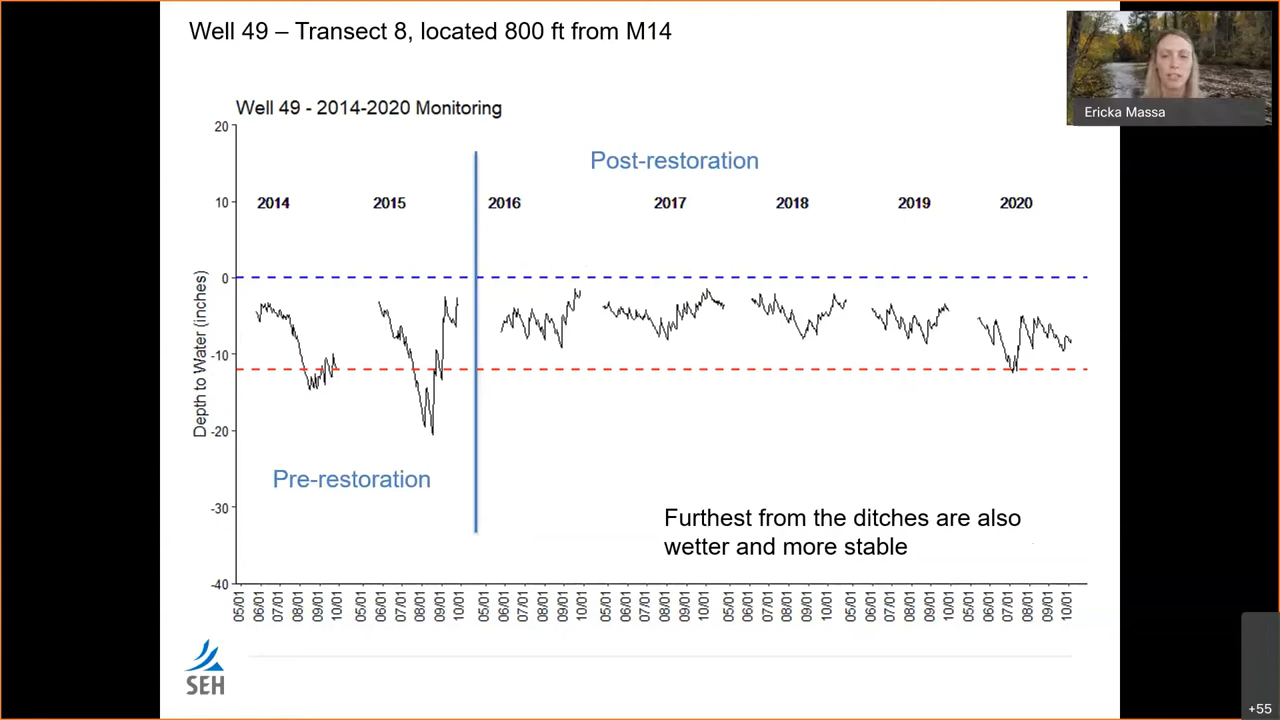 Well 49 – Transect 8, located 800 ft from M14
Ericka Massa
Well 49 - 2014-2020 Monitoring
Post-restoration
2014 2015 2016 2017 2018 2019 2020
20
10
0
-10
-20
-30
-40
Depth to Water (inches)
Pre-restoration
Furthest from the ditches are also
wetter and more stable
05/01 06/01 07/01 08/01 09/01 10/01 05/01 06/01 07/01 08/01 09/01 10/01 05/01 06/01 07/01 08/01 09/01 10/01 05/01 06/01 07/01 08/01 09/01 10/01 05/01 06/01 07/01 08/01 09/01 10/01 05/01 06/01 07/01 08/01 09/01 10/01 05/01 06/01 07/01 08/01 09/01 10/01
SEH
+55